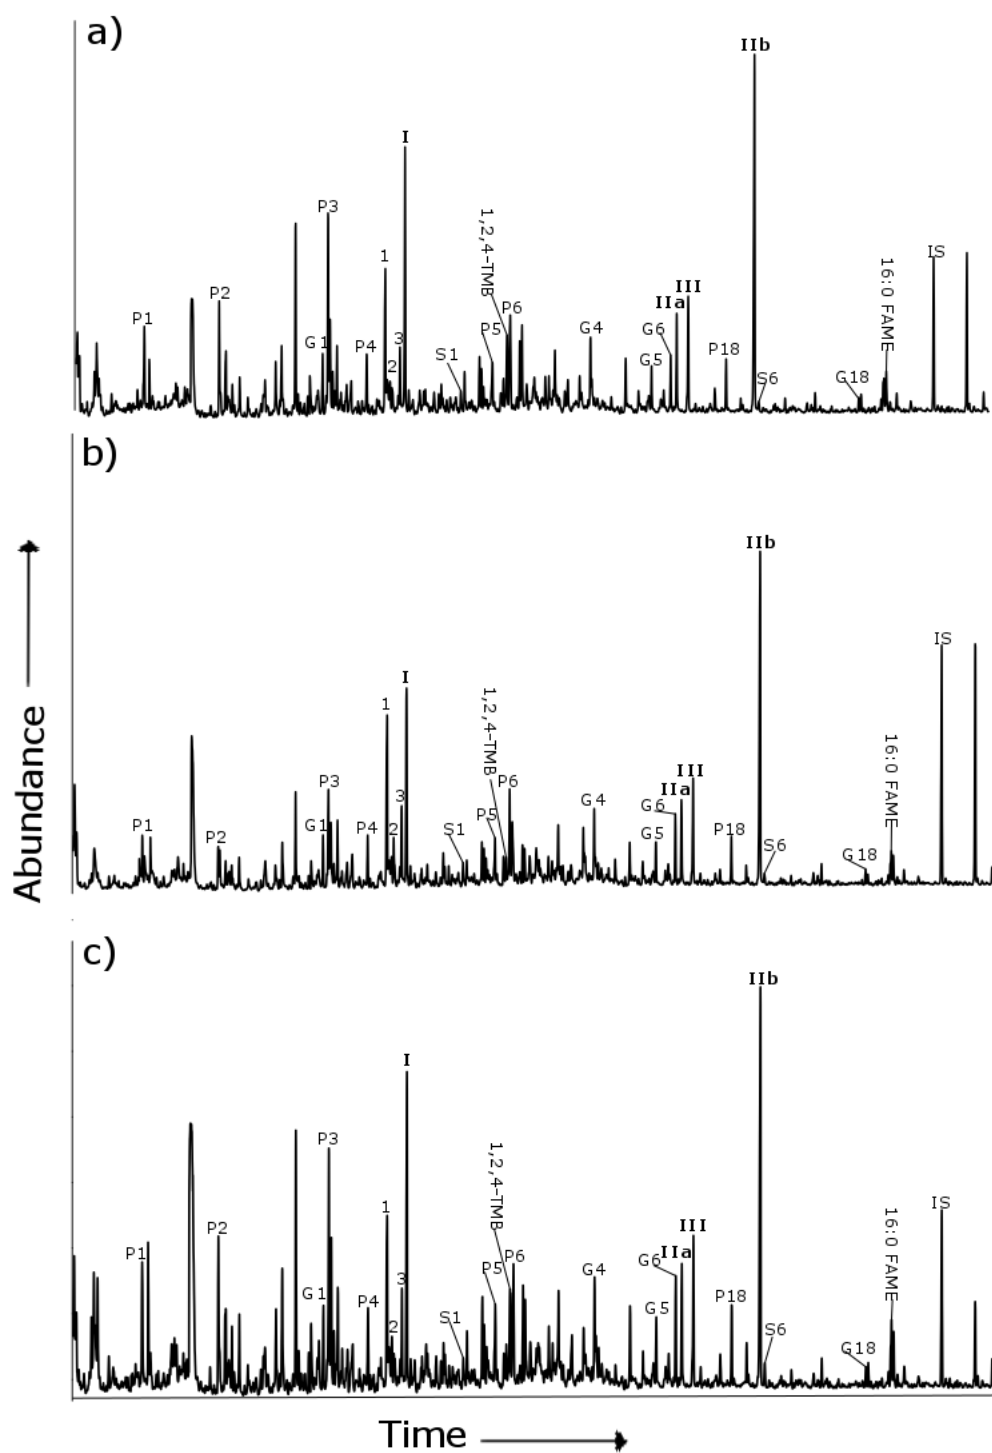 a)
IIb
I
P3
1,2,4-TMB
1
IS
16:0 FAME
III
P2
IIa
P6
P1
G6
G4
P5
G1
P4
3
P18
S1
G5
2
S6
G18
b)
IIb
IS
I
1,2,4-TMB
1
16:0 FAME
III
P3
P6
IIa
3
G6
G4
P5
P1
G1
P4
2
S1
G5
P18
P2
S6
G18
Abundance
c)
IIb
I
P3
1,2,4-TMB
1
IS
16:0 FAME
P2
III
P1
P6
IIa
G6
P5
G4
3
G1
P4
P18
G5
S1
2
S6
G18
Time